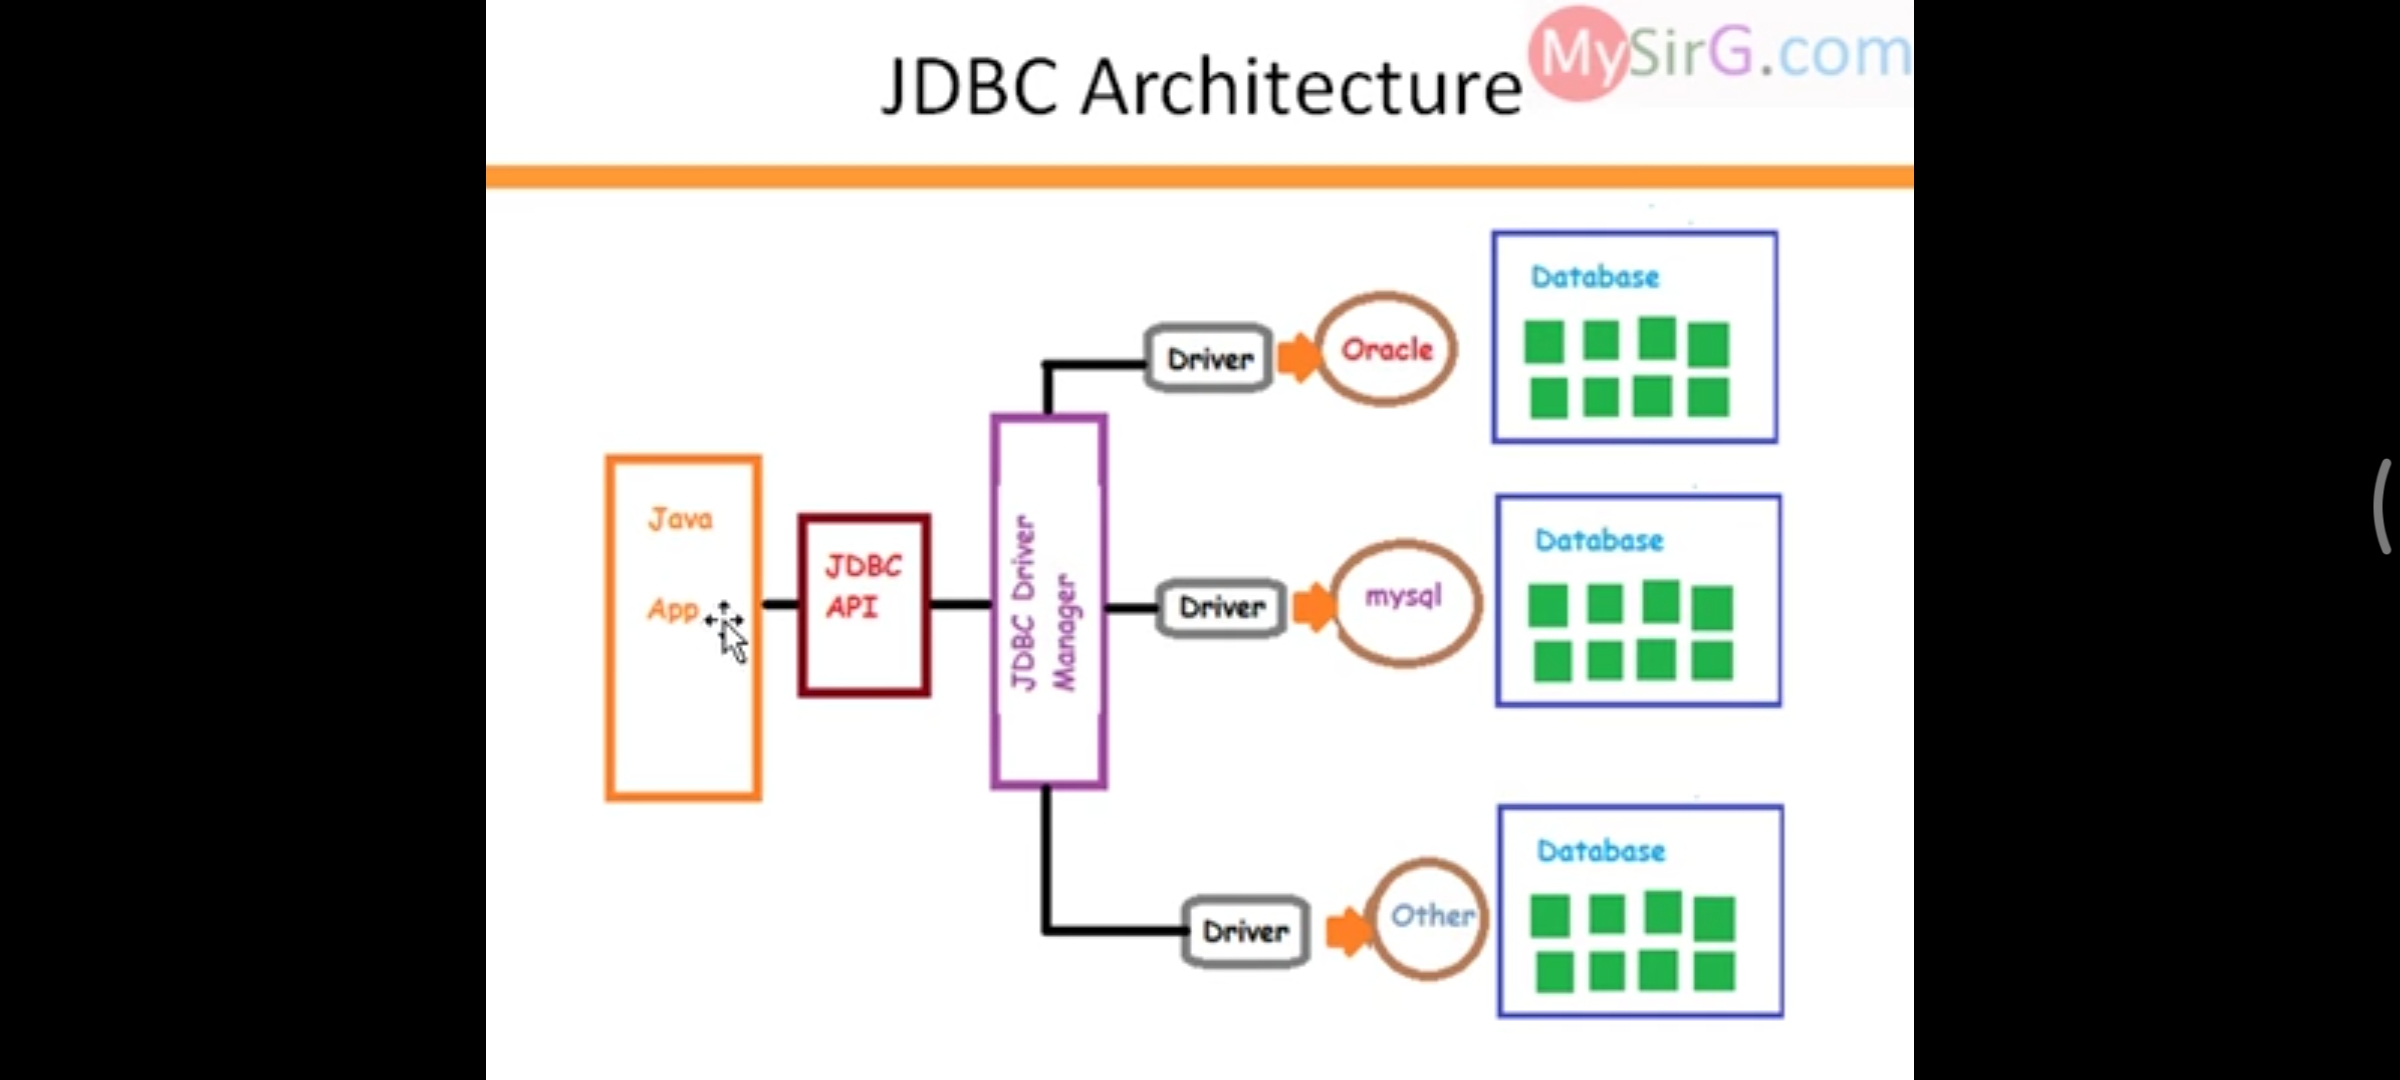 JDBC Architecture
MySirG.com
Java
App
JDBC
API
JDBC Driver
Manager
Driver
Oracle
Database
Driver
mysql
Database
Driver
Other
Database